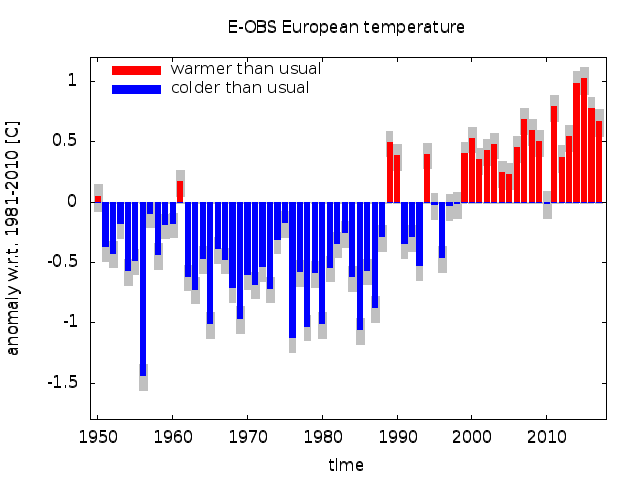 E-OBS European temperature
warmer than usual
colder than usual
anomaly w.r.t. 1981-2010 [C]
1
0.5
0
-0.5
-1
-1.5
1950 1960 1970 1980 1990 2000 2010
time